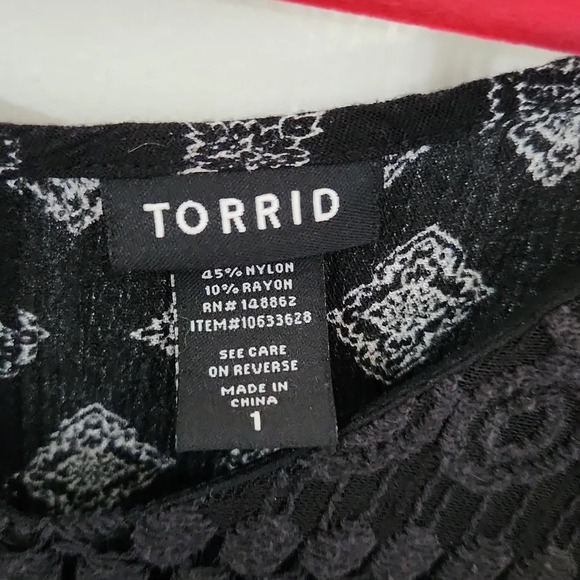 TORRID
45% NYLON
10% RAYON
RN# 148862
ITEM#10633628
SEE CARE
ON REVERSE
MADE IN
CHINA
1